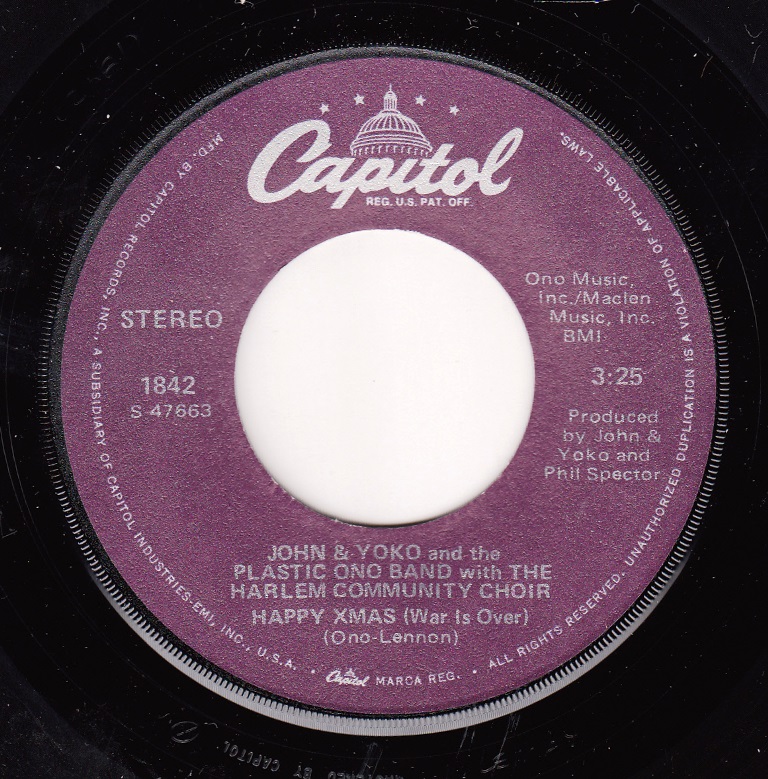 Capitol
REG. U.S. PAT. OFF.
STEREO
1842
S-47663
Ono Music,
Inc./Maclen
Music, Inc.
BMI
3:25
Produced
by John &
Yoko and
Phil Spector
JOHN & YOKO and the
PLASTIC ONO BAND with THE
HARLEM COMMUNITY CHOIR
HAPPY XMAS (War Is Over)
(Ono-Lennon)
MFD. BY CAPITOL RECORDS, INC., A SUBSIDIARY OF CAPITOL INDUSTRIES-EMI, INC., U.S.A. • Capitol MARCA REG. • ALL RIGHTS RESERVED. UNAUTHORIZED DUPLICATION IS A VIOLATION OF APPLICABLE LAWS.
BY CAPITOL